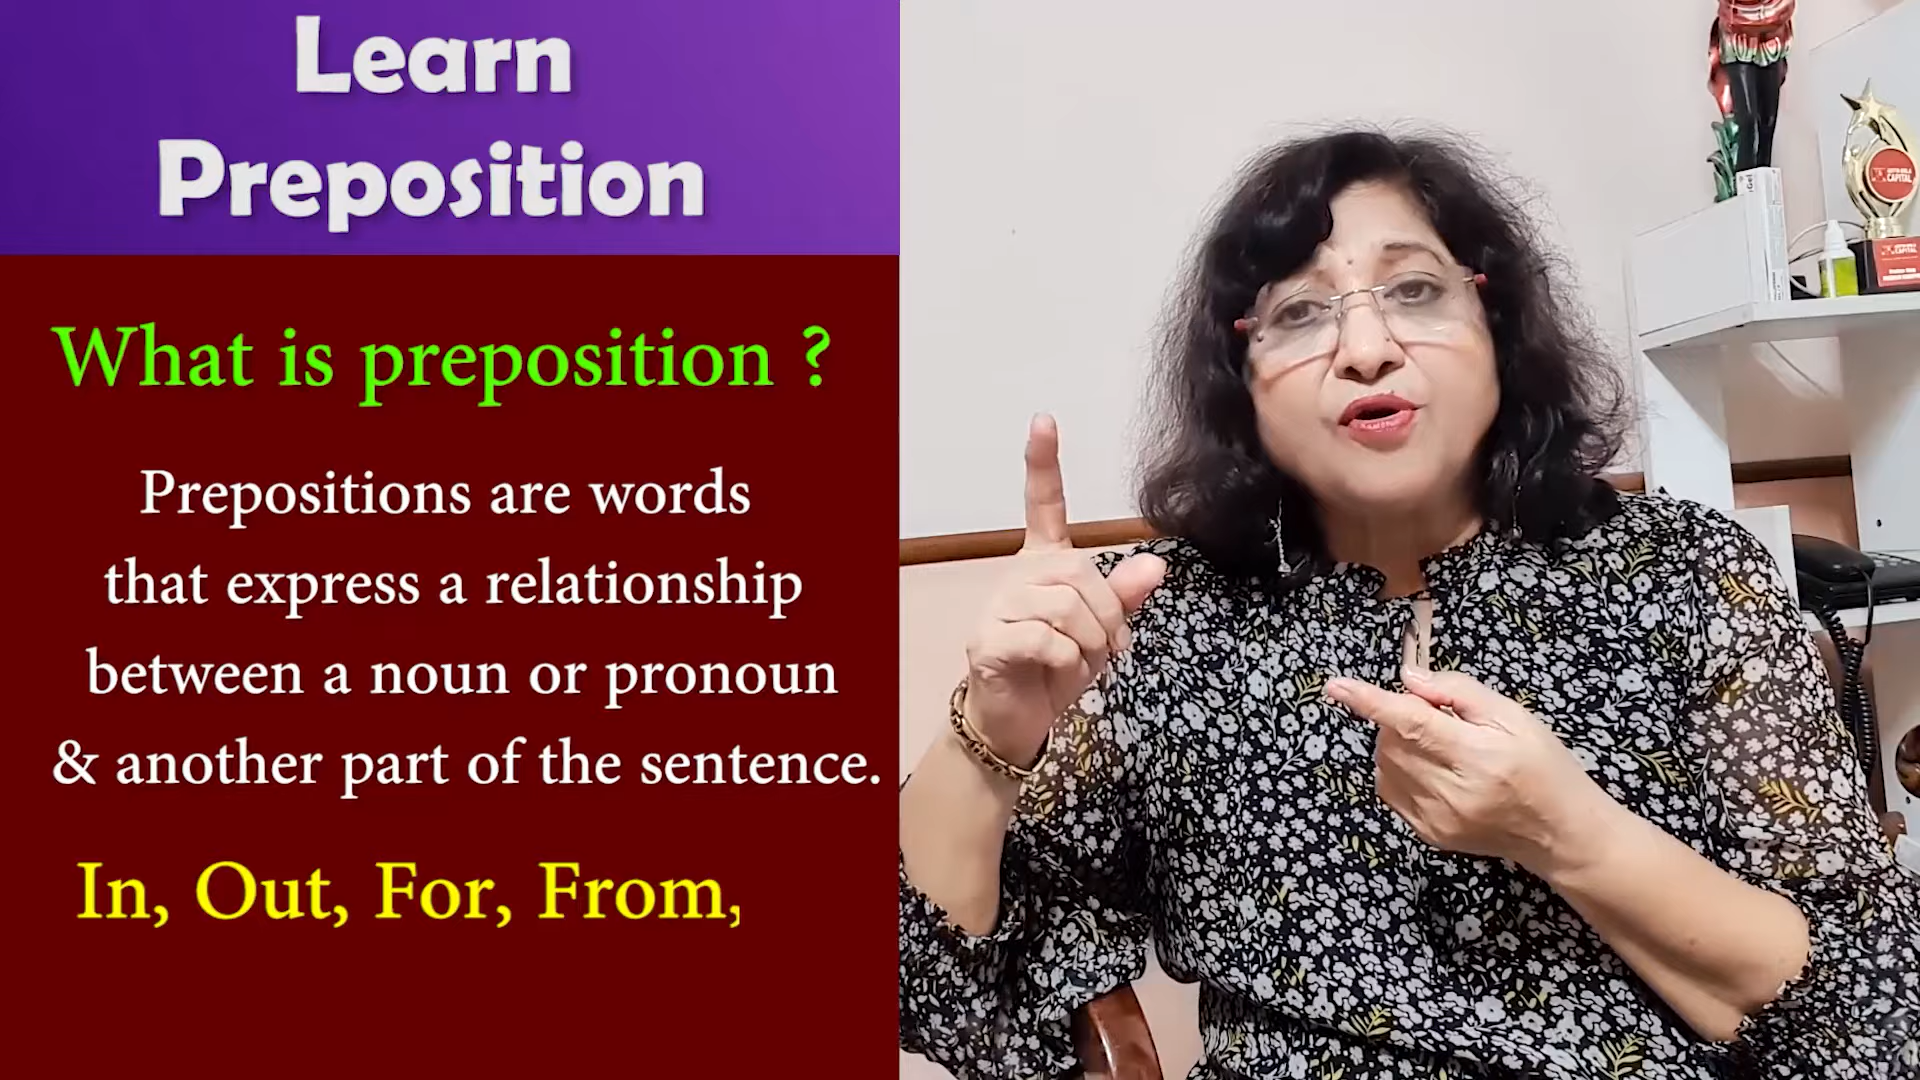 Learn
Preposition
What is preposition ?
Prepositions are words
that express a relationship
between a noun or pronoun
& another part of the sentence.
In, Out, For, From,
CAPITAL